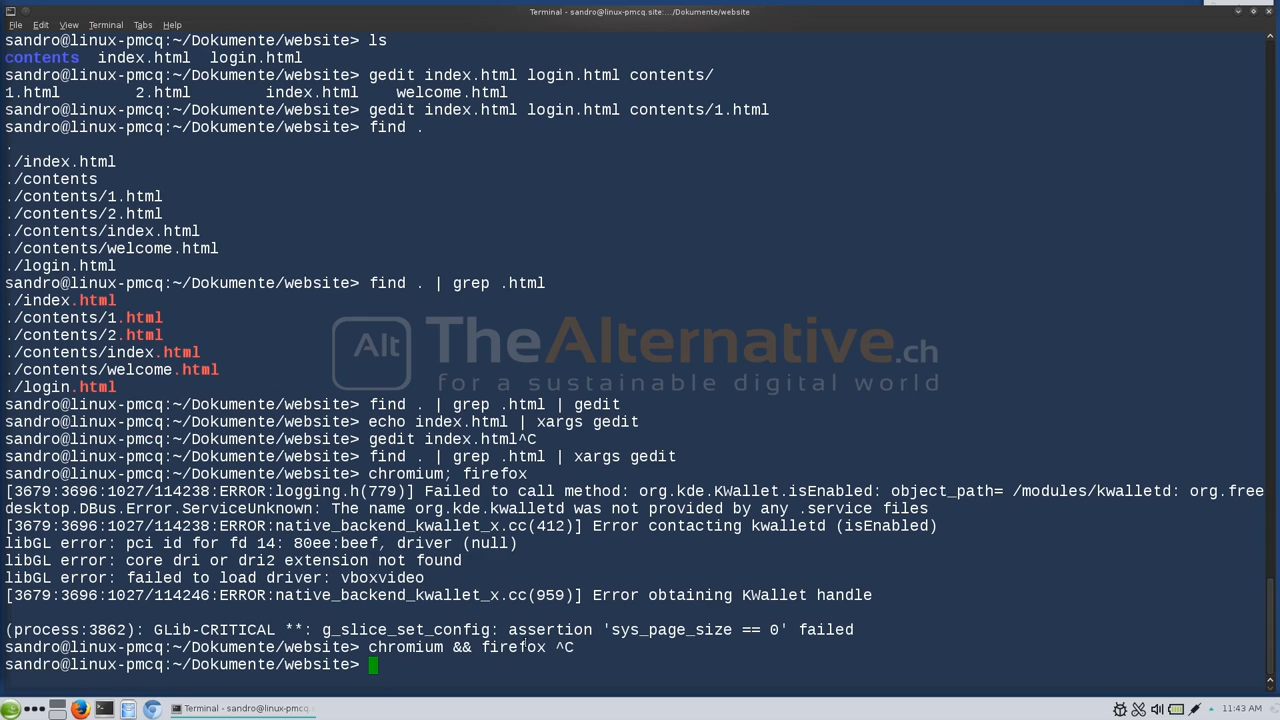 Terminal - sandro@linux-pmcq.site:.../Dokumente/website
File Edit View Terminal Tabs Help
sandro@linux-pmcq:~/Dokumente/website> ls
contents index.html login.html
sandro@linux-pmcq:~/Dokumente/website> gedit index.html login.html contents/
1.html 2.html index.html welcome.html
sandro@linux-pmcq:~/Dokumente/website> gedit index.html login.html contents/1.html
sandro@linux-pmcq:~/Dokumente/website> find .
.
./index.html
./contents
./contents/1.html
./contents/2.html
./contents/index.html
./contents/welcome.html
./login.html
sandro@linux-pmcq:~/Dokumente/website> find . | grep .html
./index.html
./contents/1.html
./contents/2.html
./contents/index.html
./contents/welcome.html
./login.html
Alt TheAlternative.ch
for a sustainable digital world
sandro@linux-pmcq:~/Dokumente/website> find . | grep .html | gedit
sandro@linux-pmcq:~/Dokumente/website> echo index.html | xargs gedit
sandro@linux-pmcq:~/Dokumente/website> gedit index.html^C
sandro@linux-pmcq:~/Dokumente/website> find . | grep .html | xargs gedit
sandro@linux-pmcq:~/Dokumente/website> chromium; firefox
[3679:3696:1027/114238:ERROR:logging.h(779)] Failed to call method: org.kde.KWallet.isEnabled: object_path= /modules/kwalletd: org.free
desktop.DBus.Error.ServiceUnknown: The name org.kde.kwalletd was not provided by any .service files
[3679:3696:1027/114238:ERROR:native_backend_kwallet_x.cc(412)] Error contacting kwalletd (isEnabled)
libGL error: pci id for fd 14: 80ee:beef, driver (null)
libGL error: core dri or dri2 extension not found
libGL error: failed to load driver: vboxvideo
[3679:3696:1027/114246:ERROR:native_backend_kwallet_x.cc(959)] Error obtaining KWallet handle
(process:3862): GLib-CRITICAL **: g_slice_set_config: assertion 'sys_page_size == 0' failed
sandro@linux-pmcq:~/Dokumente/website> chromium && firefox ^C
sandro@linux-pmcq:~/Dokumente/website>
Terminal - sandro@linux-pmcq.
11:43 AM